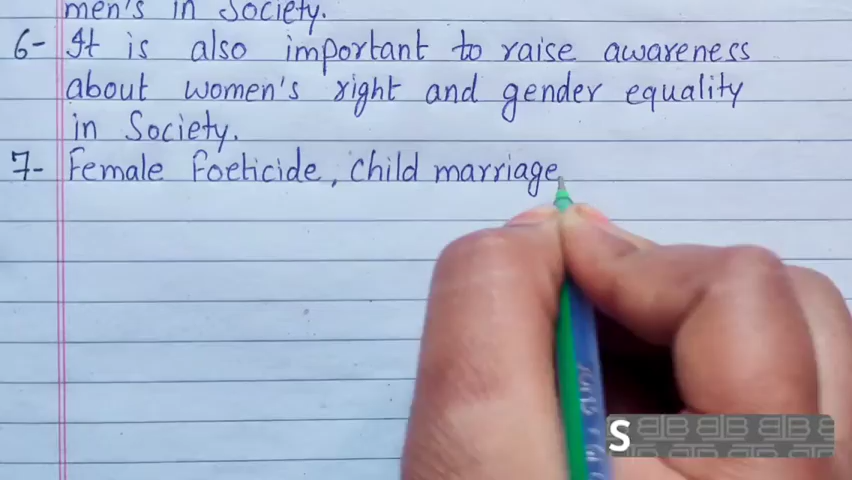 men's in Society.
6- It is also important to raise awareness
about women's right and gender equality
in Society.
7- Female Foeticide, Child marriage
S